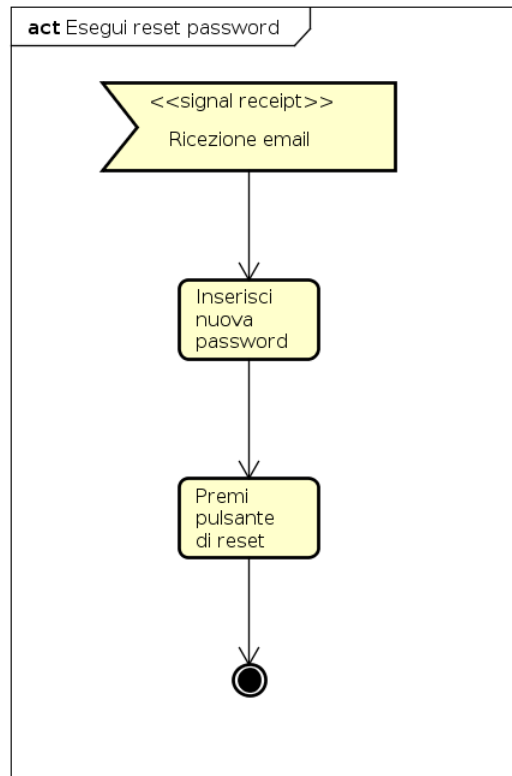 act Esegui reset password
<<signal receipt>>
Ricezione email
Inserisci
nuova
password
Premi
pulsante
di reset